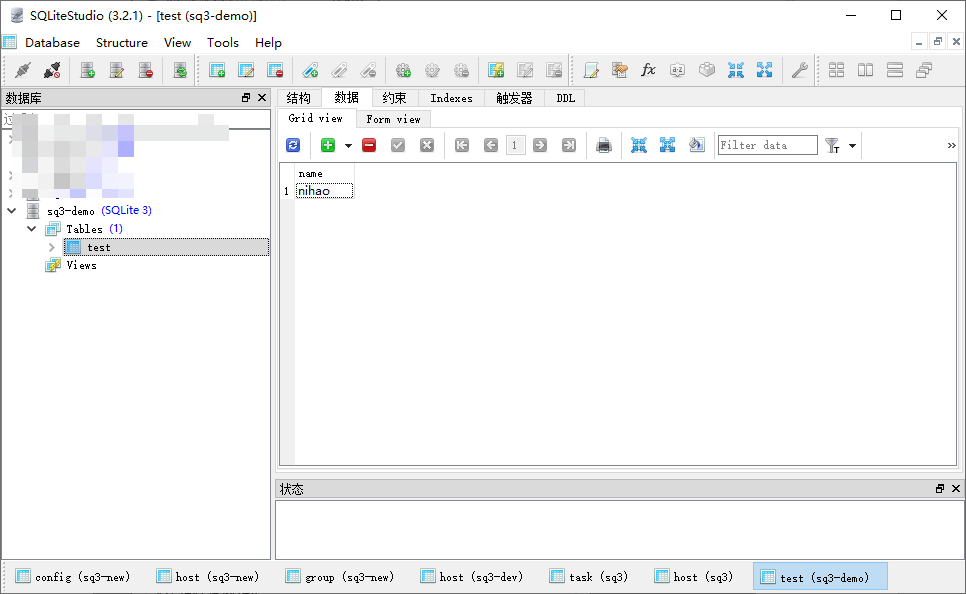 SQLiteStudio (3.2.1) - [test (sq3-demo)]
Database Structure View Tools Help
数据库
结构 数据 约束 Indexes 触发器 DDL
Grid view Form view
1 Filter data »
name
1 nihao
sq3-demo (SQLite 3)
Tables (1)
test
Views
状态
config (sq3-new) host (sq3-new) group (sq3-new) host (sq3-dev) task (sq3) host (sq3) test (sq3-demo)